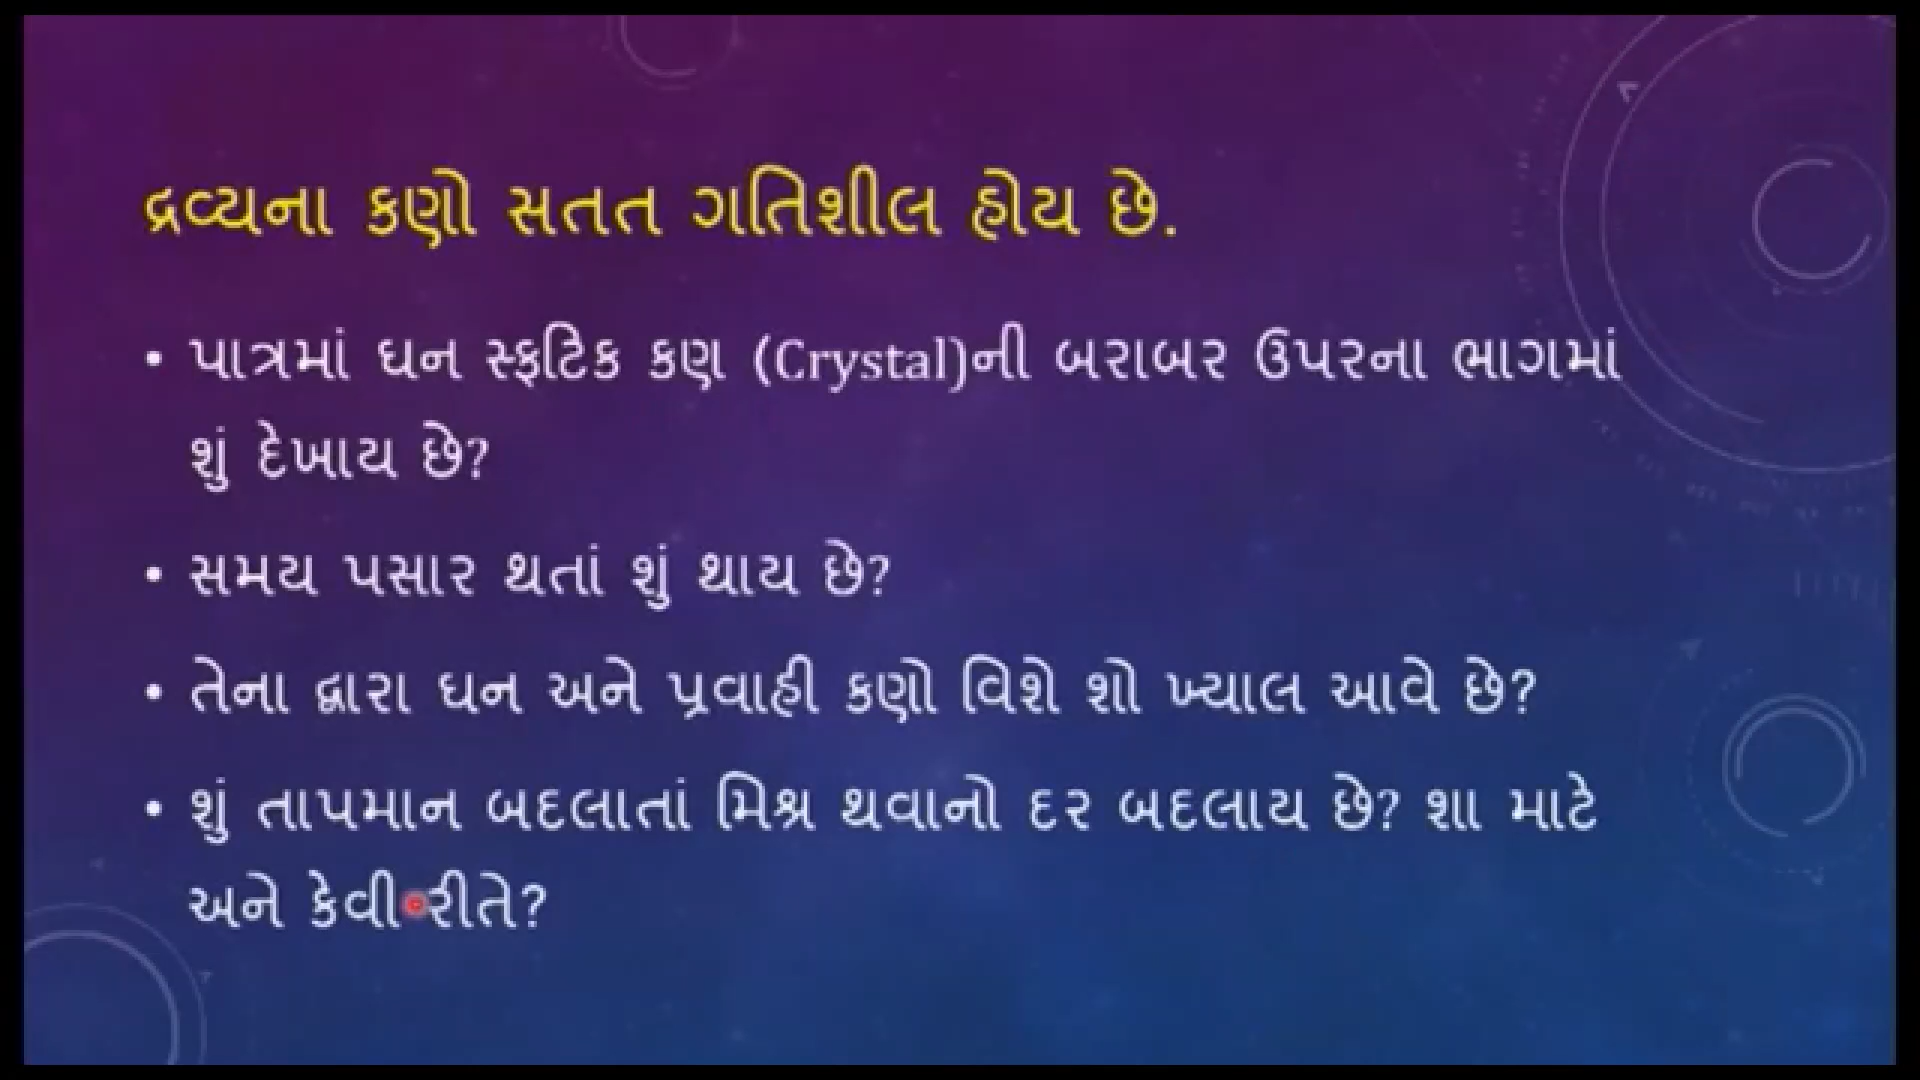 દ્રવ્યના કણો સતત ગતિશીલ હોય છે.
• પાત્રમાં ઘન સ્ફટિક કણ (Crystal)ની બરાબર ઉપરના ભાગમાં
શું દેખાય છે?
• સમય પસાર થતાં શું થાય છે?
• તેના દ્વારા ઘન અને પ્રવાહી કણો વિશે શો ખ્યાલ આવે છે?
• શું તાપમાન બદલાતાં મિશ્ર થવાનો દર બદલાય છે? શા માટે
અને કેવી રીતે?